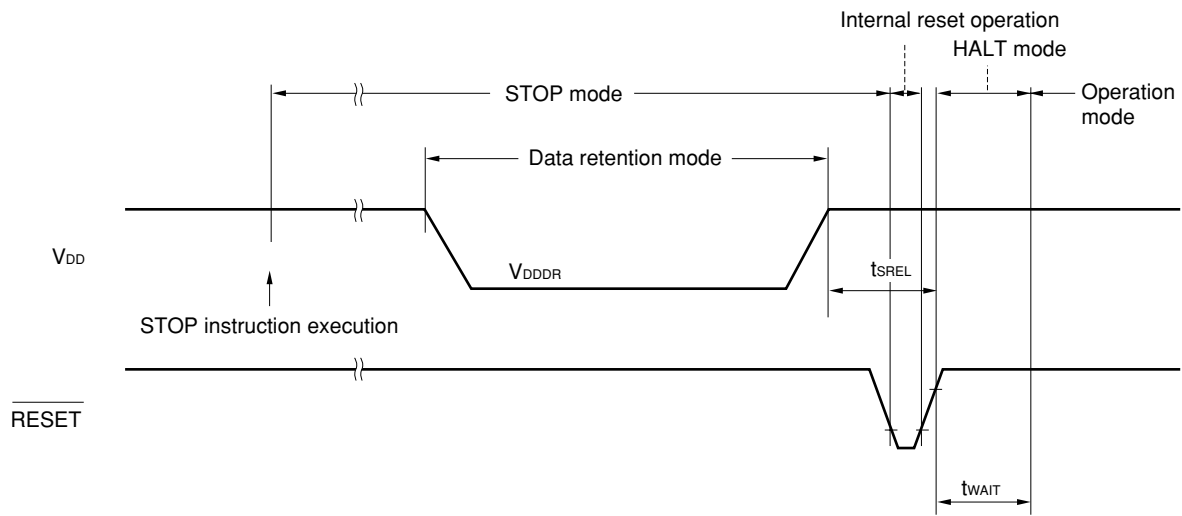 Internal reset operation
HALT mode
STOP mode
Operation
mode
Data retention mode
VDD
VDDDR
tSREL
STOP instruction execution
RESET
tWAIT